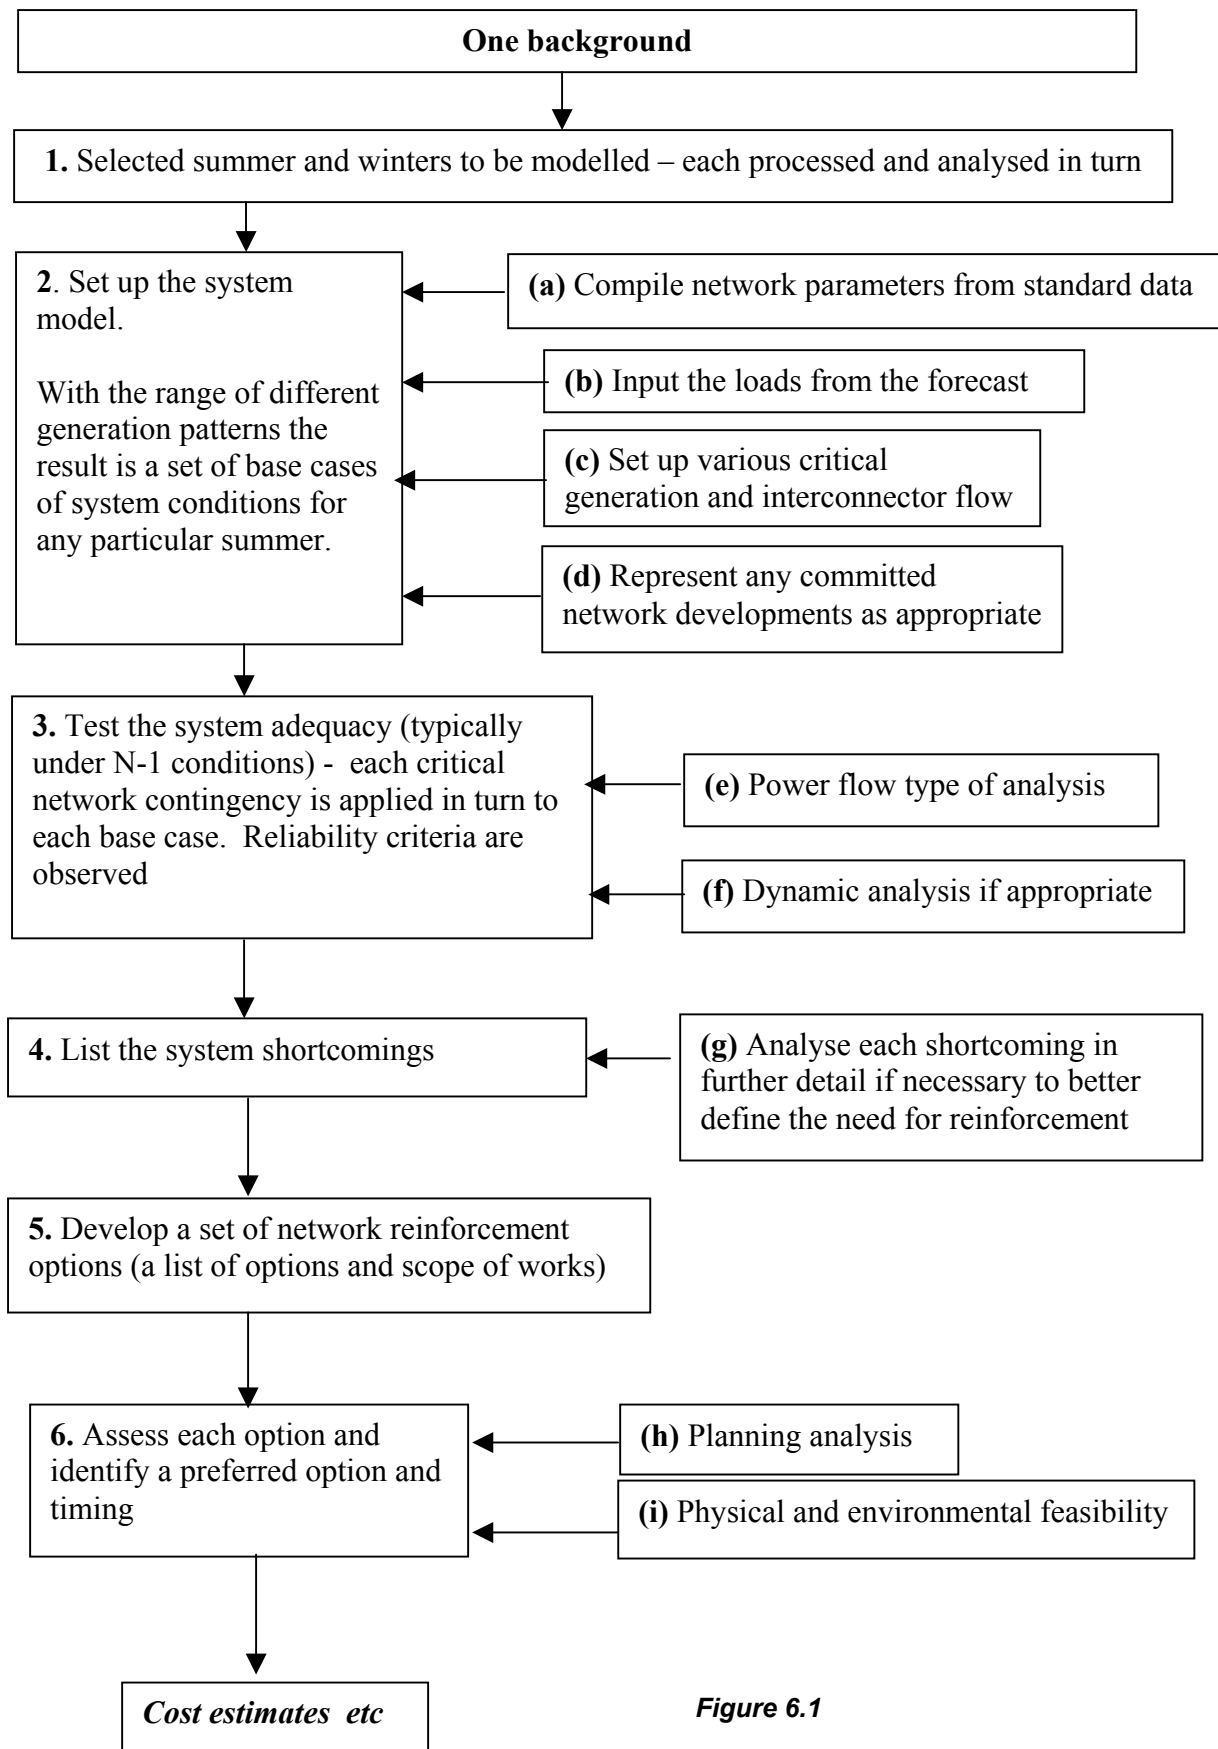 One background
1. Selected summer and winters to be modelled – each processed and analysed in turn
2. Set up the system
model.
With the range of different
generation patterns the
result is a set of base cases
of system conditions for
any particular summer.
(a) Compile network parameters from standard data
(b) Input the loads from the forecast
(c) Set up various critical
generation and interconnector flow
(d) Represent any committed
network developments as appropriate
3. Test the system adequacy (typically
under N-1 conditions) - each critical
network contingency is applied in turn to
each base case. Reliability criteria are
observed
(e) Power flow type of analysis
(f) Dynamic analysis if appropriate
4. List the system shortcomings
(g) Analyse each shortcoming in
further detail if necessary to better
define the need for reinforcement
5. Develop a set of network reinforcement
options (a list of options and scope of works)
6. Assess each option and
identify a preferred option and
timing
(h) Planning analysis
(i) Physical and environmental feasibility
Cost estimates etc
Figure 6.1